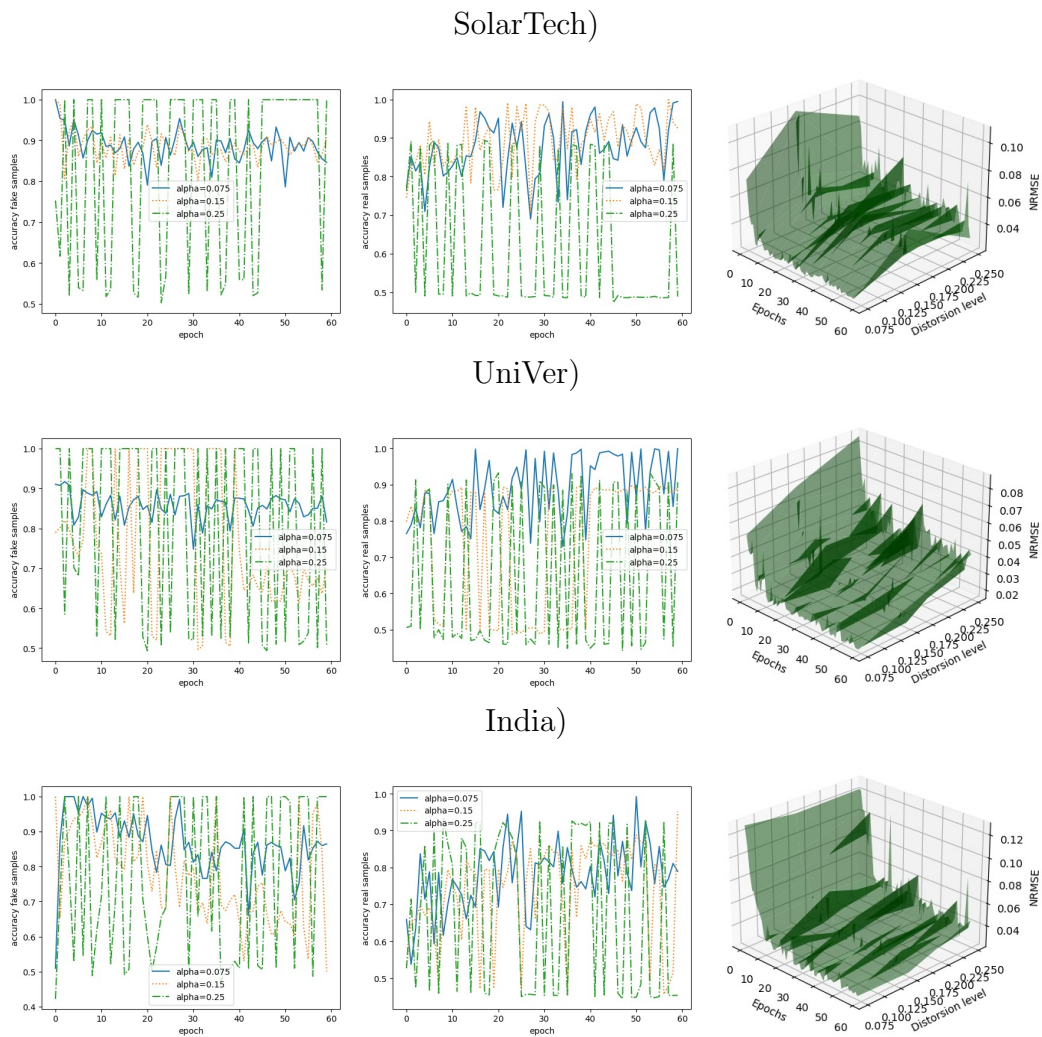 SolarTech)
accuracy fake samples
1.0
0.9
0.8
0.7
0.6
0.5
alpha=0.075
alpha=0.15
alpha=0.25
0 10 20 30 40 50 60
epoch
accuracy real samples
1.0
0.9
0.8
0.7
0.6
0.5
alpha=0.075
alpha=0.15
alpha=0.25
0 10 20 30 40 50 60
epoch
0.10
0.08
0.06
0.04
NRMSE
0 10 20 30 40 50 60
Epochs
0.075 0.100 0.125 0.150 0.175 0.200 0.225 0.250
Distorsion level
UniVer)
accuracy fake samples
1.0
0.9
0.8
0.7
0.6
0.5
alpha=0.075
alpha=0.15
alpha=0.25
0 10 20 30 40 50 60
epoch
accuracy real samples
1.0
0.9
0.8
0.7
0.6
0.5
alpha=0.075
alpha=0.15
alpha=0.25
0 10 20 30 40 50 60
epoch
0.08
0.07
0.06
0.05
0.04
0.03
0.02
NRMSE
0 10 20 30 40 50 60
Epochs
0.075 0.100 0.125 0.150 0.175 0.200 0.225 0.250
Distorsion level
India)
accuracy fake samples
1.0
0.9
0.8
0.7
0.6
0.5
0.4
alpha=0.075
alpha=0.15
alpha=0.25
0 10 20 30 40 50 60
epoch
accuracy real samples
1.0
0.9
0.8
0.7
0.6
0.5
alpha=0.075
alpha=0.15
alpha=0.25
0 10 20 30 40 50 60
epoch
0.12
0.10
0.08
0.06
0.04
NRMSE
0 10 20 30 40 50 60
Epochs
0.075 0.100 0.125 0.150 0.175 0.200 0.225 0.250
Distorsion level